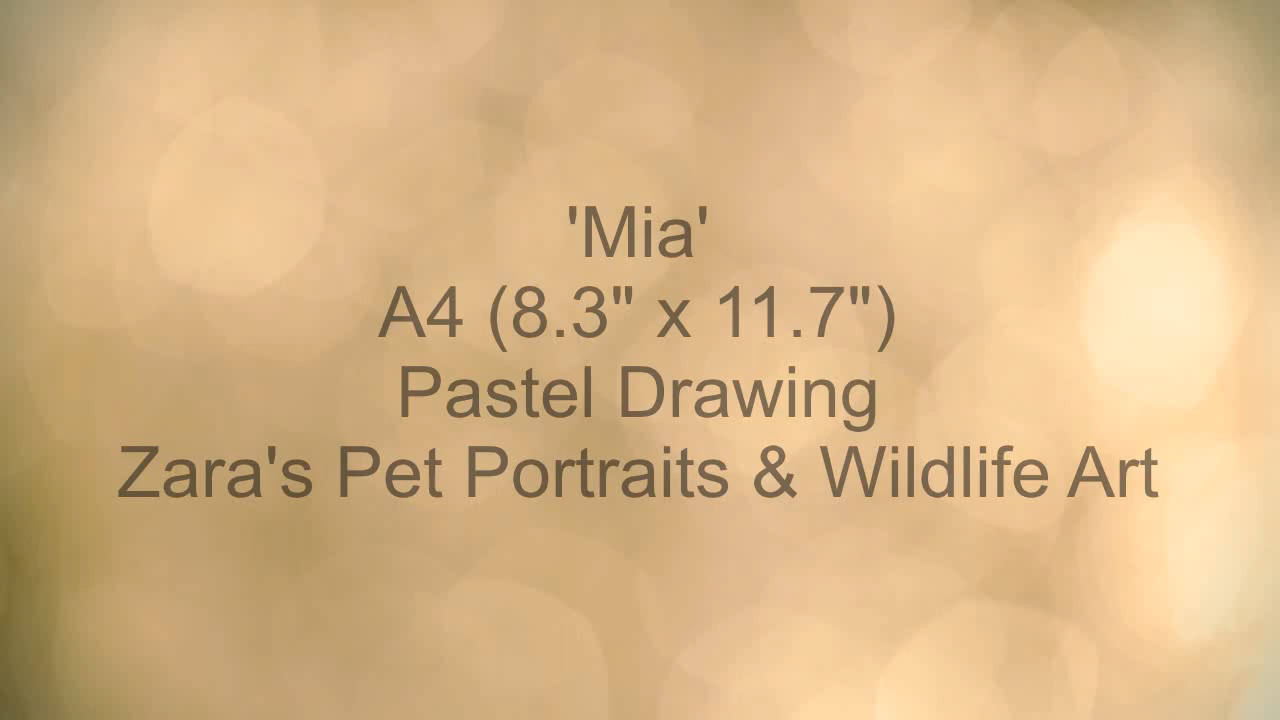 'Mia'
A4 (8.3" x 11.7")
Pastel Drawing
Zara's Pet Portraits & Wildlife Art